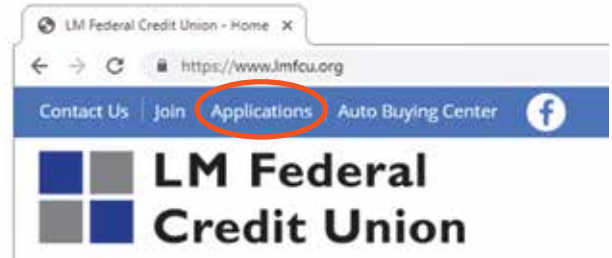 LM Federal Credit Union - Home
https://www.lmfcu.org
Contact Us | Join Applications Auto Buying Center f
LM Federal
Credit Union